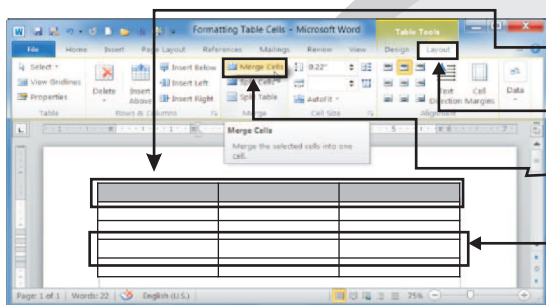 Formatting Table Cells - Microsoft Word
Table Tools
File Home Insert Page Layout References Mailings Review View Design Layout
Select
View Gridlines
Properties
Table
Delete
Insert Above
Insert Below
Insert Left
Insert Right
Rows & Columns
Merge Cells
Split Cells
Split Table
Merge
0.22"
AutoFit
Cell Size
Text Direction
Cell Margins
Alignment
Data
Merge Cells
Merge the selected cells into one
cell.
Page: 1 of 1 Words: 22 English (U.S.) 75%